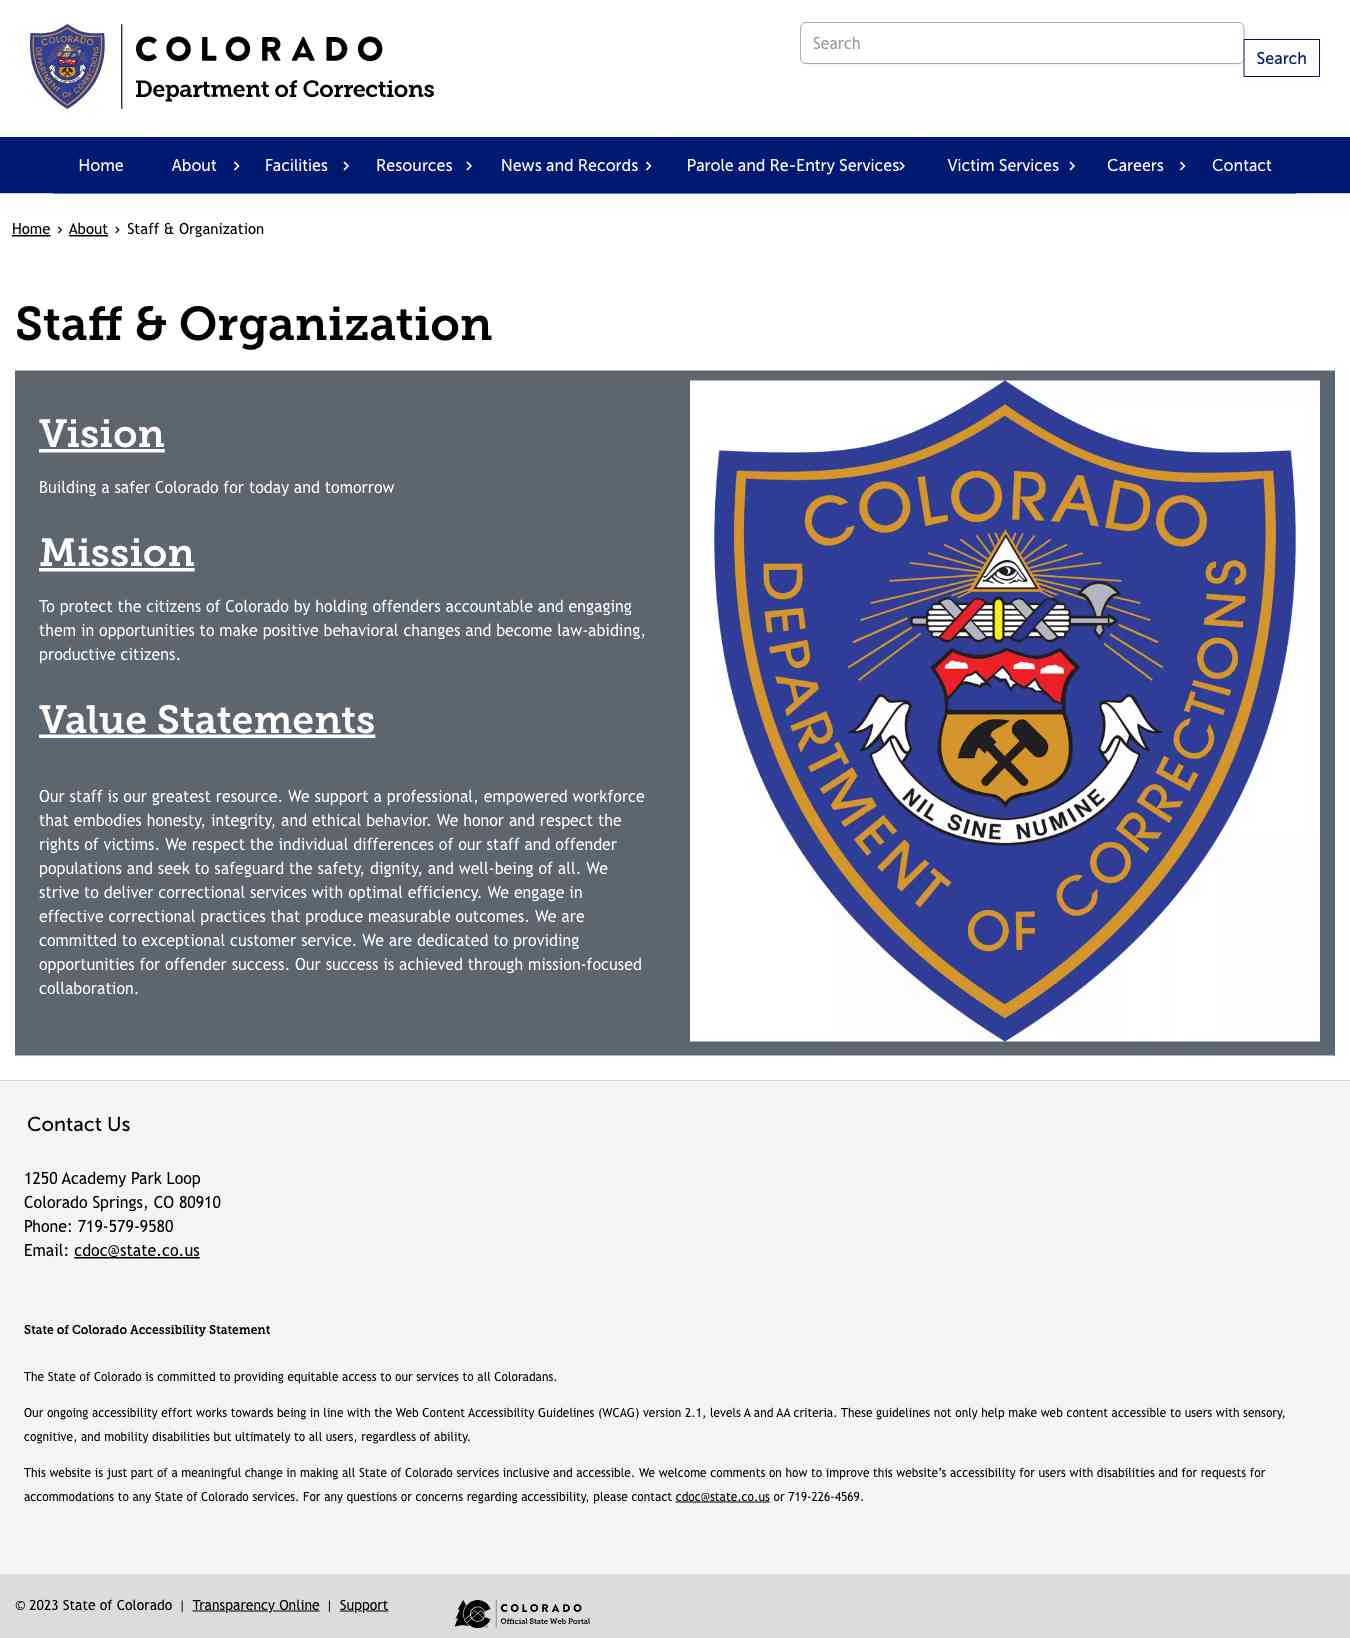 COLORADO
Department of Corrections
Search
Search
Home About Facilities Resources News and Records Parole and Re-Entry Services Victim Services Careers Contact
Home › About › Staff & Organization
Staff & Organization
Vision
Building a safer Colorado for today and tomorrow
Mission
To protect the citizens of Colorado by holding offenders accountable and engaging
them in opportunities to make positive behavioral changes and become law-abiding,
productive citizens.
Value Statements
Our staff is our greatest resource. We support a professional, empowered workforce
that embodies honesty, integrity, and ethical behavior. We honor and respect the
rights of victims. We respect the individual differences of our staff and offender
populations and seek to safeguard the safety, dignity, and well-being of all. We
strive to deliver correctional services with optimal efficiency. We engage in
effective correctional practices that produce measurable outcomes. We are
committed to exceptional customer service. We are dedicated to providing
opportunities for offender success. Our success is achieved through mission-focused
collaboration.
COLORADO
DEPARTMENT OF CORRECTIONS
NIL SINE NUMINE
Contact Us
1250 Academy Park Loop
Colorado Springs, CO 80910
Phone: 719-579-9580
Email: cdoc@state.co.us
State of Colorado Accessibility Statement
The State of Colorado is committed to providing equitable access to our services to all Coloradans.
Our ongoing accessibility effort works towards being in line with the Web Content Accessibility Guidelines (WCAG) version 2.1, levels A and AA criteria. These guidelines not only help make web content accessible to users with sensory,
cognitive, and mobility disabilities but ultimately to all users, regardless of ability.
This website is just part of a meaningful change in making all State of Colorado services inclusive and accessible. We welcome comments on how to improve this website’s accessibility for users with disabilities and for requests for
accommodations to any State of Colorado services. For any questions or concerns regarding accessibility, please contact cdoc@state.co.us or 719-226-4569.
© 2023 State of Colorado | Transparency Online | Support
COLORADO
Official State Web Portal